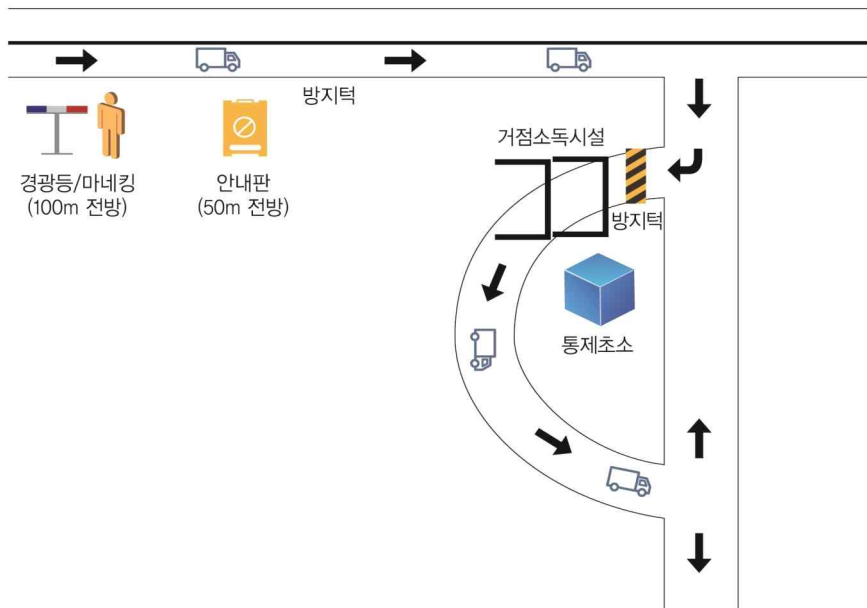 방지턱
경광등/마네킹
(100m 전방)
안내판
(50m 전방)
거점소독시설
방지턱
통제초소